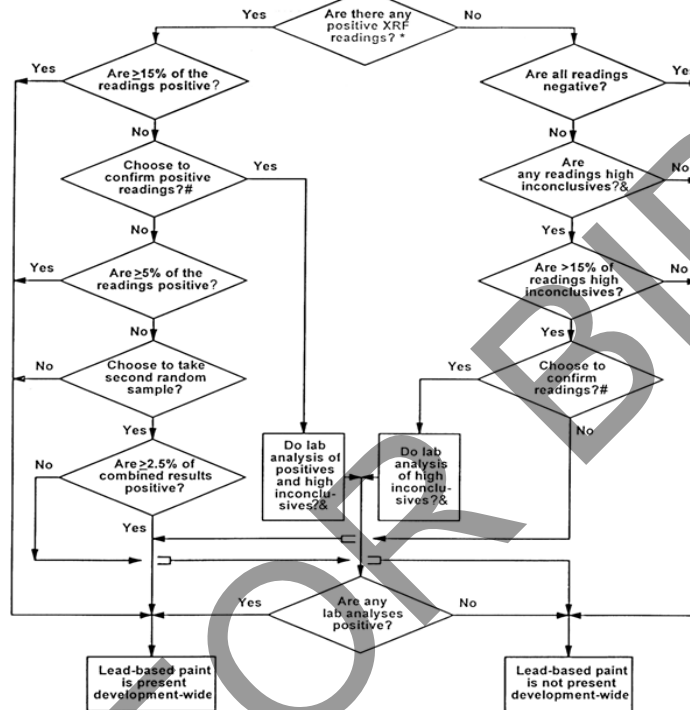 Are there any
positive XRF
readings? *
Yes
No
Are ≥15% of the
readings positive?
Yes
No
Are all readings
negative?
Yes
No
Choose to
confirm positive
readings?#
Yes
No
Are
any readings high
inconclusives?&
No
Yes
Are ≥5% of the
readings positive?
Yes
No
Are >15% of
readings high
inconclusives?
No
Yes
Choose to take
second random
sample?
No
Yes
Choose to
confirm
readings?#
Yes
No
Are ≥2.5% of
combined results
positive?
No
Yes
Do lab
analysis of
positives
and high
inconclu-
sives?&
Do lab
analysis
of high
inconclu-
sives?&
Are any
lab analyses
positive?
Yes
No
Lead-based paint
is present
development-wide
Lead-based paint
is not present
development-wide
FOR BID